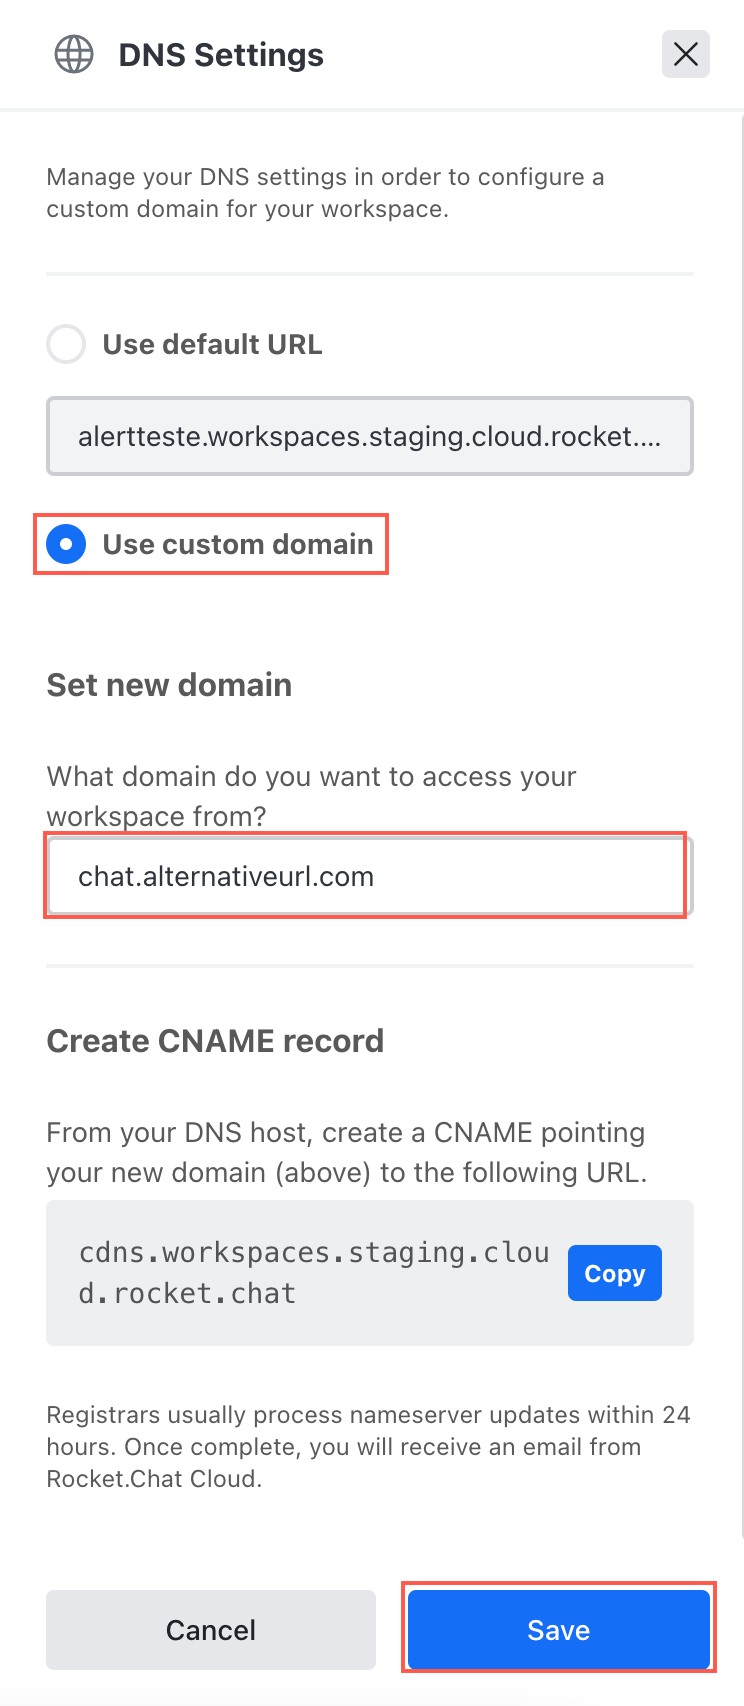 DNS Settings
Manage your DNS settings in order to configure a
custom domain for your workspace.
Use default URL
alertteste.workspaces.staging.cloud.rocket....
Use custom domain
Set new domain
What domain do you want to access your
workspace from?
chat.alternativeurl.com
Create CNAME record
From your DNS host, create a CNAME pointing
your new domain (above) to the following URL.
cdns.workspaces.staging.clou
d.rocket.chat
Copy
Registrars usually process nameserver updates within 24
hours. Once complete, you will receive an email from
Rocket.Chat Cloud.
Cancel
Save